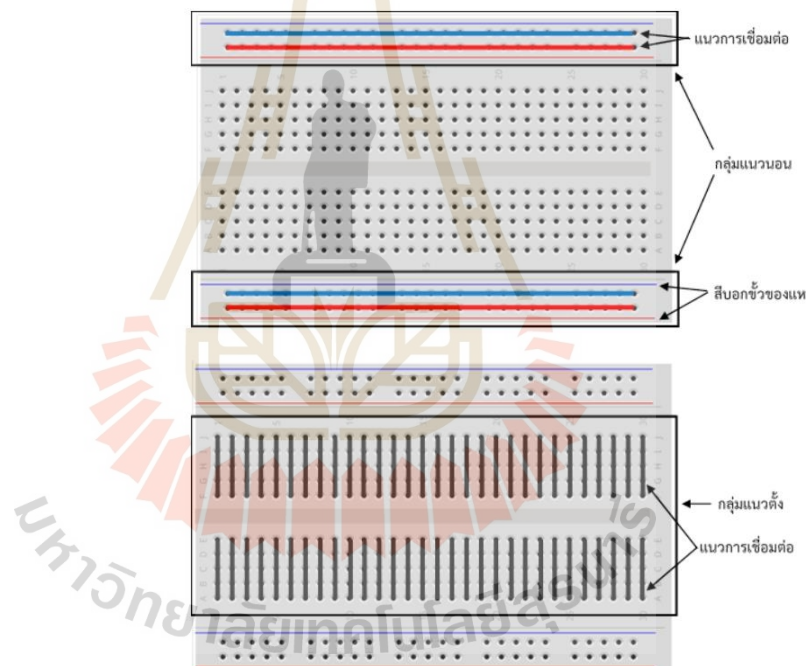 แนวการเชื่อมต่อ
กลุ่มแนวนอน
สีบอกขั้วของแห
กลุ่มแนวตั้ง
แนวการเชื่อมต่อ
มหาวิทยาลัยเทคโนโลยีสุรนาร